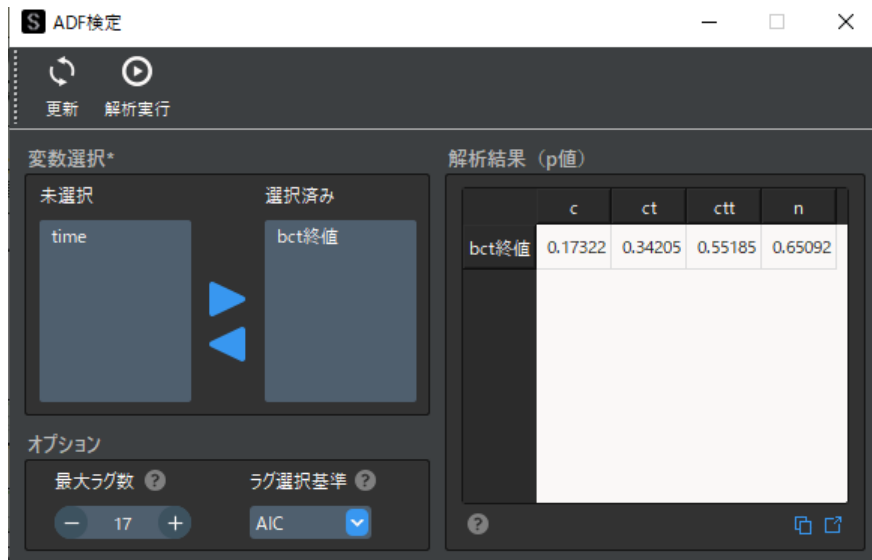 S ADF検定
更新 解析実行
変数選択*
未選択 選択済み
time bct終値
オプション
最大ラグ数 ? ラグ選択基準 ?
− 17 + AIC
解析結果（p値）
c ct ctt n
bct終値 0.17322 0.34205 0.55185 0.65092
?